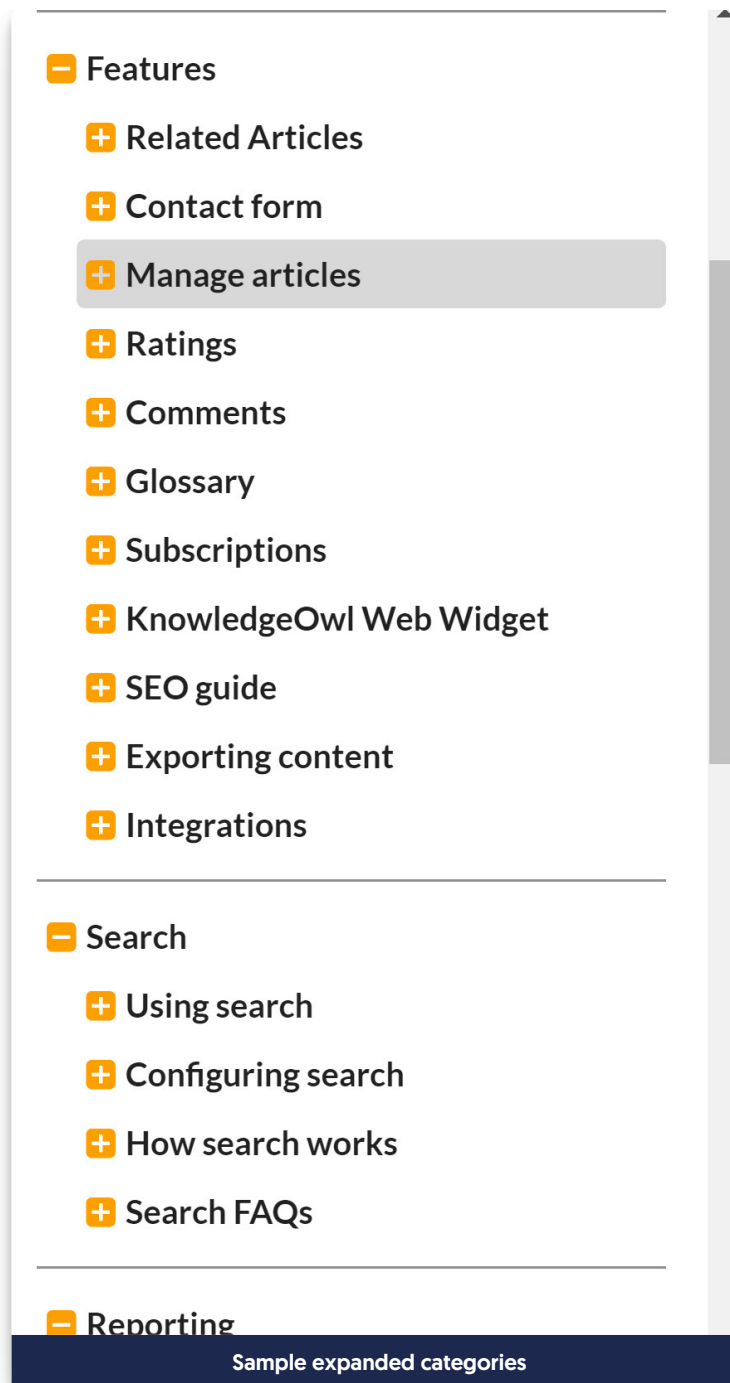 Features
Related Articles
Contact form
Manage articles
Ratings
Comments
Glossary
Subscriptions
KnowledgeOwl Web Widget
SEO guide
Exporting content
Integrations
Search
Using search
Configuring search
How search works
Search FAQs
Reporting
Sample expanded categories